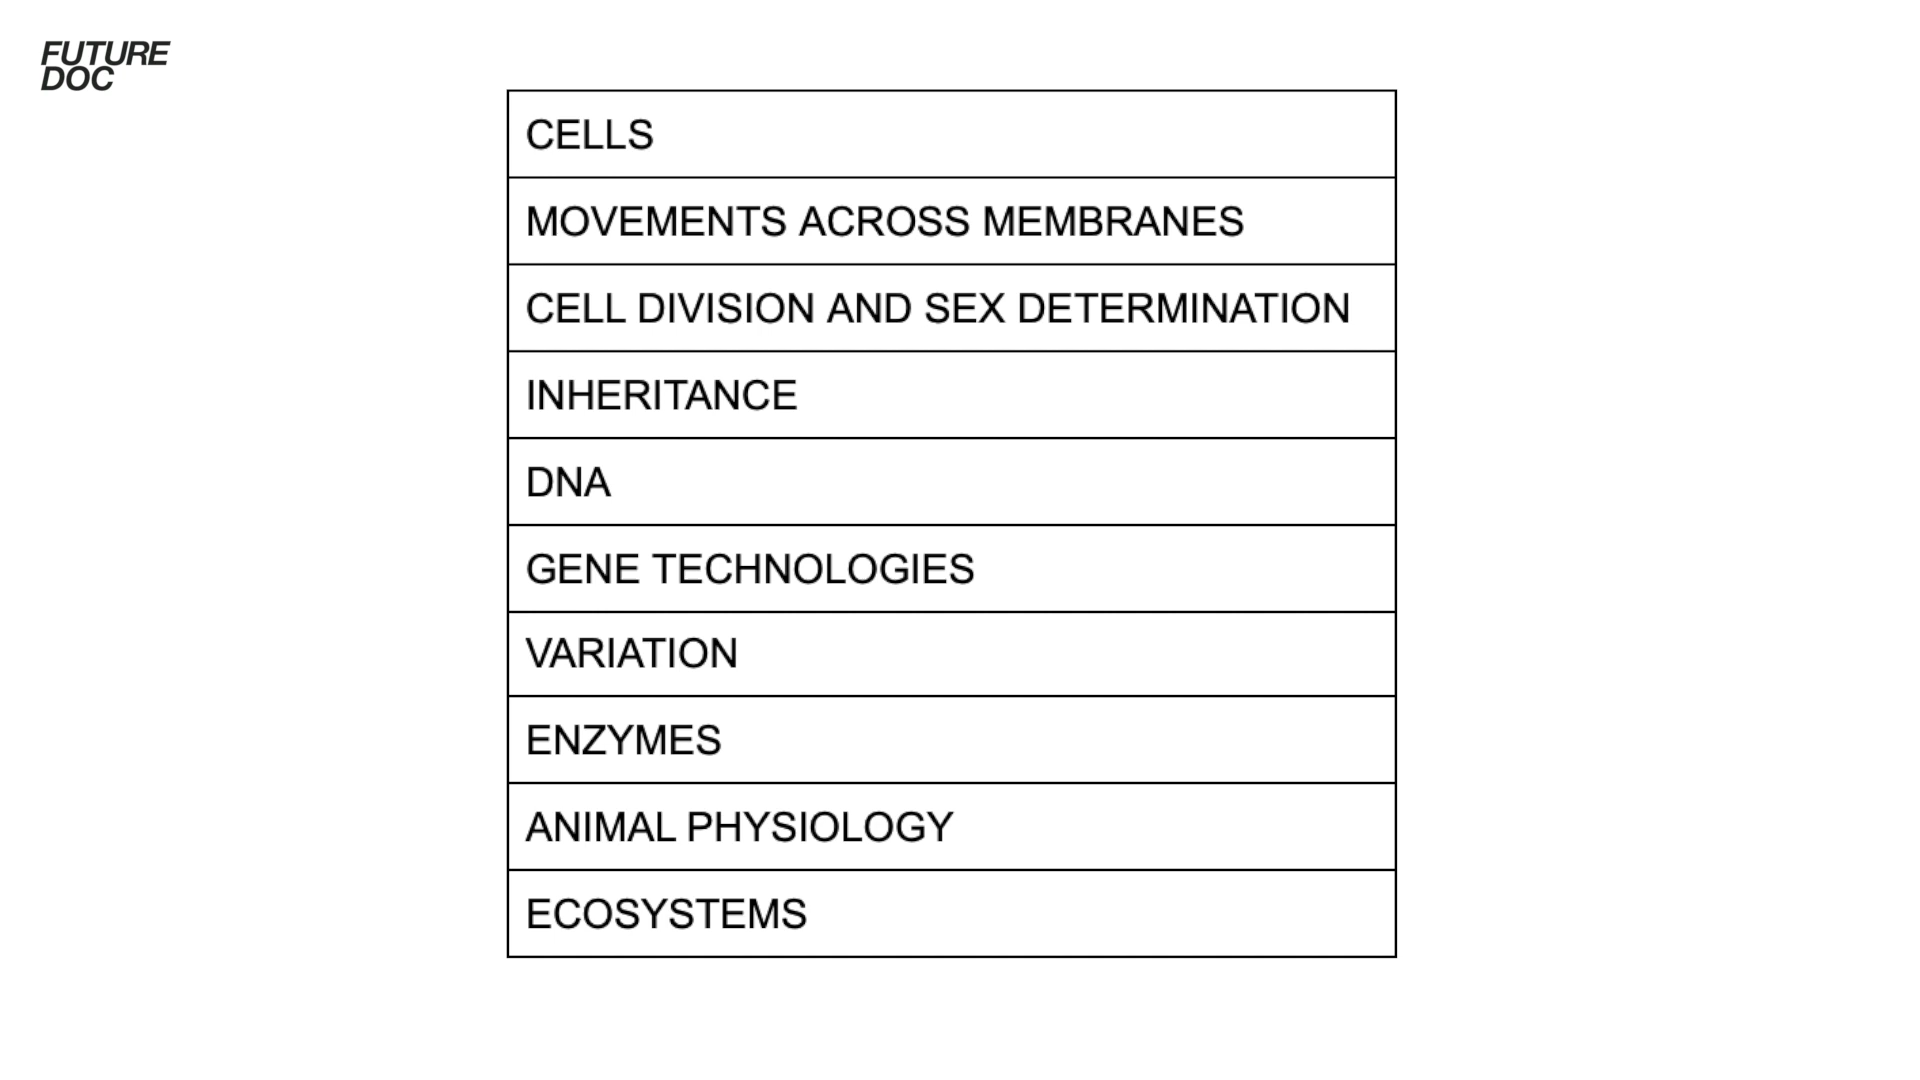 FUTURE
DOC
CELLS
MOVEMENTS ACROSS MEMBRANES
CELL DIVISION AND SEX DETERMINATION
INHERITANCE
DNA
GENE TECHNOLOGIES
VARIATION
ENZYMES
ANIMAL PHYSIOLOGY
ECOSYSTEMS